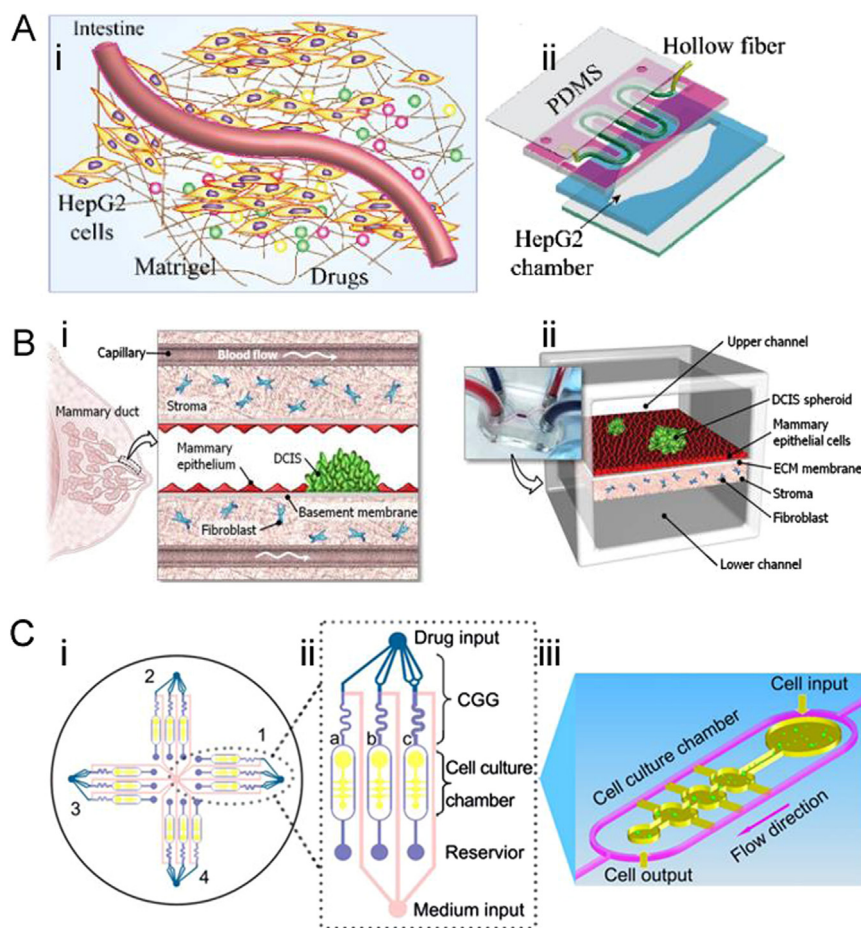 A
i
Intestine
HepG2
cells
Matrigel
Drugs
ii
PDMS
Hollow fiber
HepG2
chamber
B
i
Mammary duct
Capillary
Blood flow
Stroma
Mammary
epithelium
DCIS
Basement membrane
Fibroblast
ii
Upper channel
DCIS spheroid
Mammary
epithelial cells
ECM membrane
Stroma
Fibroblast
Lower channel
C
i
2
1
3
4
ii
Drug input
CGG
a
b
c
Cell culture
chamber
Reservior
Medium input
iii
Cell input
Cell culture chamber
Flow direction
Cell output